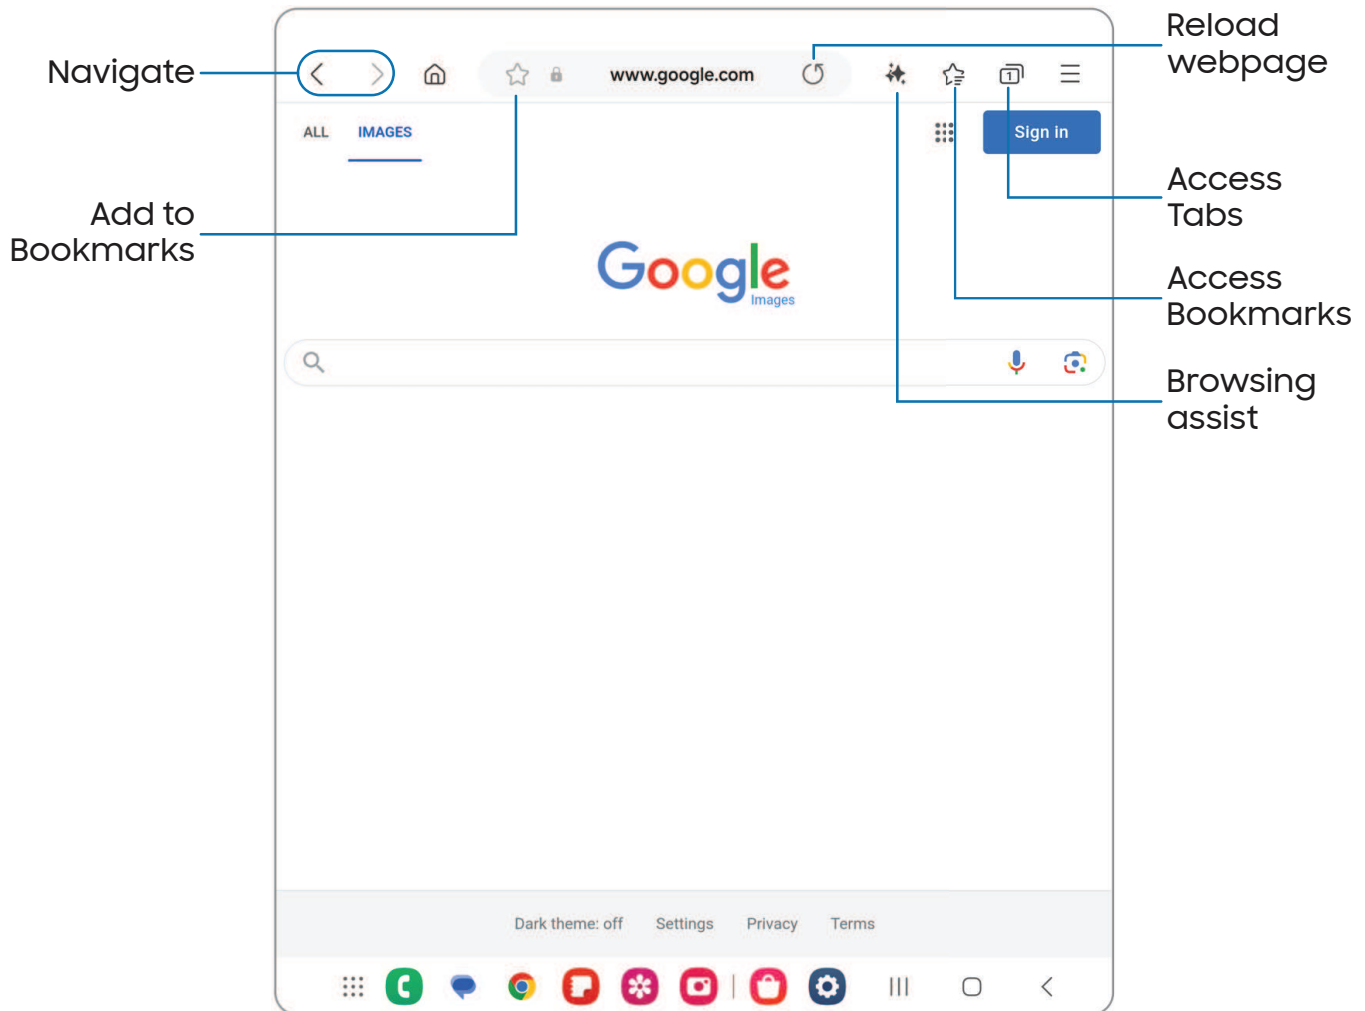 Navigate
Add to
Bookmarks
Reload
webpage
Access
Tabs
Access
Bookmarks
Browsing
assist
www.google.com
1
ALL IMAGES
Sign in
Google
Images
Dark theme: off Settings Privacy Terms